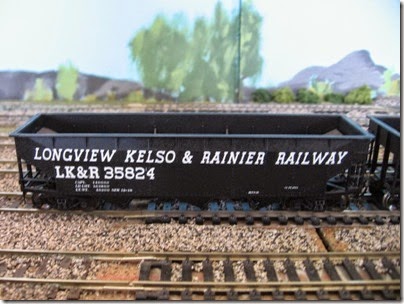 LONGVIEW KELSO & RAINIER RAILWAY
LK&R 35824